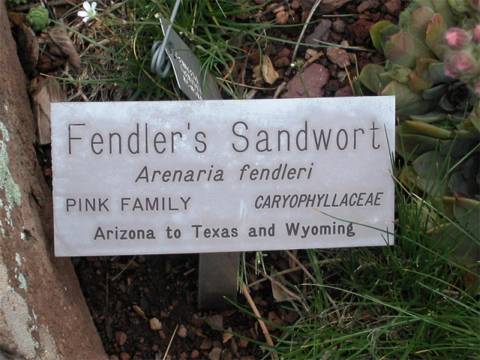 Fendler's Sandwort
Arenaria fendleri
PINK FAMILY CARYOPHYLLACEAE
Arizona to Texas and Wyoming